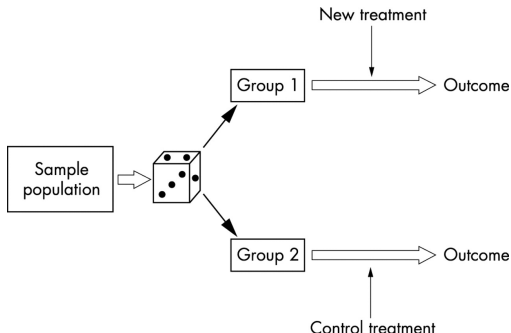 New treatment
Group 1
Outcome
Sample
population
Group 2
Outcome
Control treatment